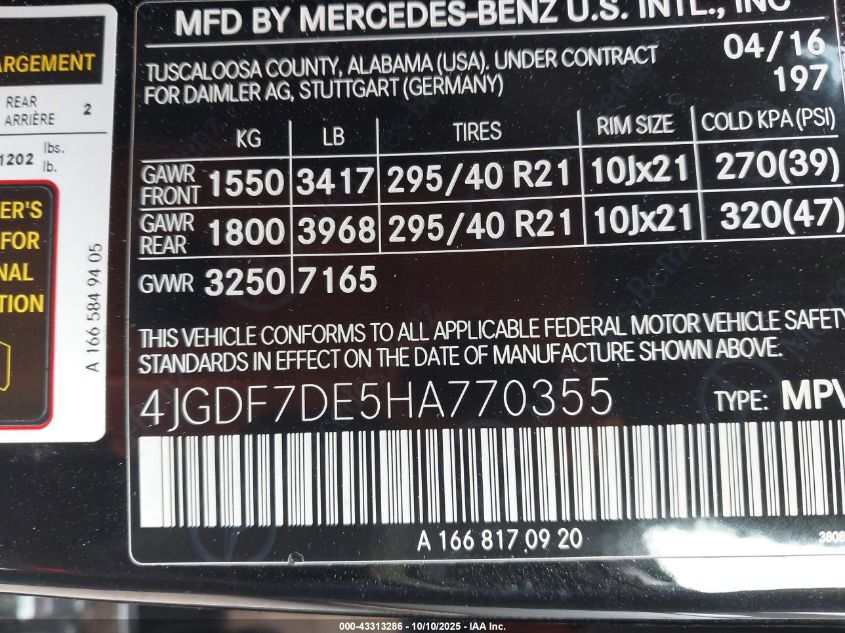 MFD BY MERCEDES-BENZ U.S. INTL., INC
04/16
TUSCALOOSA COUNTY, ALABAMA (USA). UNDER CONTRACT
FOR DAIMLER AG, STUTTGART (GERMANY)
197
KG LB TIRES RIM SIZE COLD KPA (PSI)
GAWR FRONT 1550 3417 295/40 R21 10Jx21 270(39)
GAWR REAR 1800 3968 295/40 R21 10Jx21 320(47)
GVWR 3250 7165
THIS VEHICLE CONFORMS TO ALL APPLICABLE FEDERAL MOTOR VEHICLE SAFETY
STANDARDS IN EFFECT ON THE DATE OF MANUFACTURE SHOWN ABOVE.
4JGDF7DE5HA770355 TYPE: MPV
A 166 817 09 20
REAR 2
ARRIÈRE
1202 lbs.
lb.
FOR
A 166 584 94 05
000-43313286 - 10/10/2025 - IAA Inc.